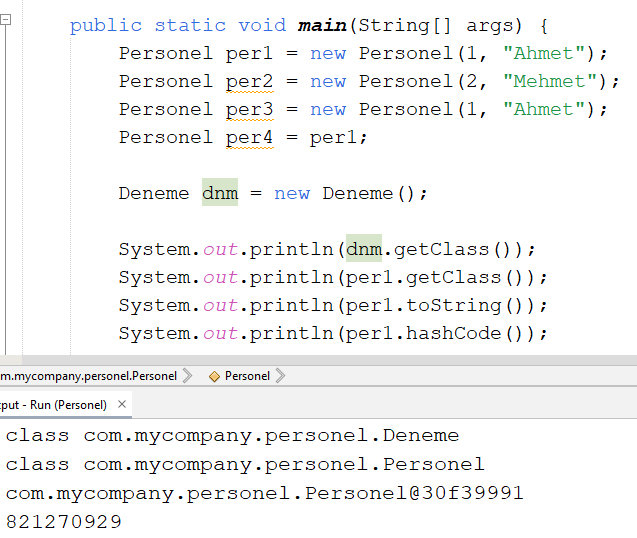 public static void main(String[] args) {
Personel per1 = new Personel(1, "Ahmet");
Personel per2 = new Personel(2, "Mehmet");
Personel per3 = new Personel(1, "Ahmet");
Personel per4 = per1;
Deneme dnm = new Deneme();
System.out.println(dnm.getClass());
System.out.println(per1.getClass());
System.out.println(per1.toString());
System.out.println(per1.hashCode());
m.mycompany.personel.Personel Personel
tput - Run (Personel) ×
class com.mycompany.personel.Deneme
class com.mycompany.personel.Personel
com.mycompany.personel.Personel@30f39991
821270929